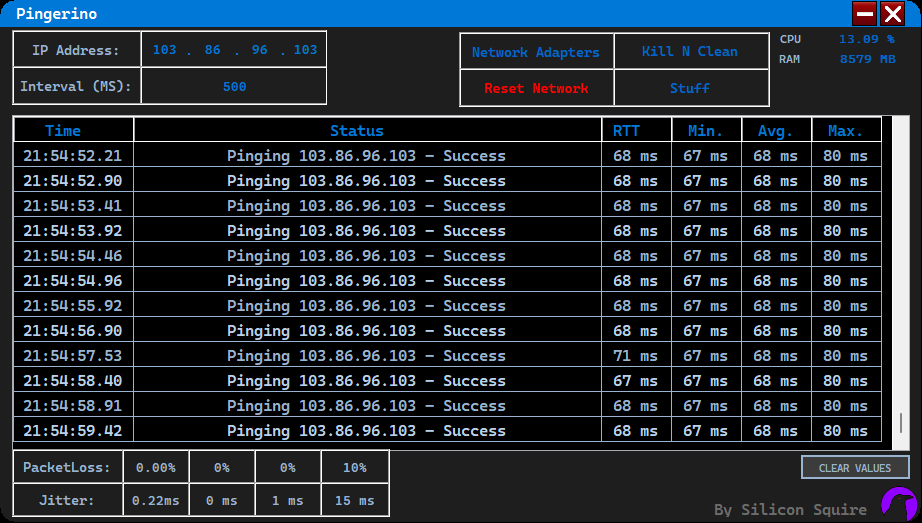 Pingerino
IP Address: 103 . 86 . 96 . 103
Interval (MS): 500
Network Adapters Kill N Clean
Reset Network Stuff
CPU 13.09 %
RAM 8579 MB
Time Status RTT Min. Avg. Max.
21:54:52.21 Pinging 103.86.96.103 – Success 68 ms 67 ms 68 ms 80 ms
21:54:52.90 Pinging 103.86.96.103 – Success 68 ms 67 ms 68 ms 80 ms
21:54:53.41 Pinging 103.86.96.103 – Success 68 ms 67 ms 68 ms 80 ms
21:54:53.92 Pinging 103.86.96.103 – Success 68 ms 67 ms 68 ms 80 ms
21:54:54.46 Pinging 103.86.96.103 – Success 68 ms 67 ms 68 ms 80 ms
21:54:54.96 Pinging 103.86.96.103 – Success 68 ms 67 ms 68 ms 80 ms
21:54:55.92 Pinging 103.86.96.103 – Success 68 ms 67 ms 68 ms 80 ms
21:54:56.90 Pinging 103.86.96.103 – Success 68 ms 67 ms 68 ms 80 ms
21:54:57.53 Pinging 103.86.96.103 – Success 71 ms 67 ms 68 ms 80 ms
21:54:58.40 Pinging 103.86.96.103 – Success 67 ms 67 ms 68 ms 80 ms
21:54:58.91 Pinging 103.86.96.103 – Success 68 ms 67 ms 68 ms 80 ms
21:54:59.42 Pinging 103.86.96.103 – Success 68 ms 67 ms 68 ms 80 ms
PacketLoss: 0.00% 0% 0% 10%
Jitter: 0.22ms 0 ms 1 ms 15 ms
CLEAR VALUES
By Silicon Squire